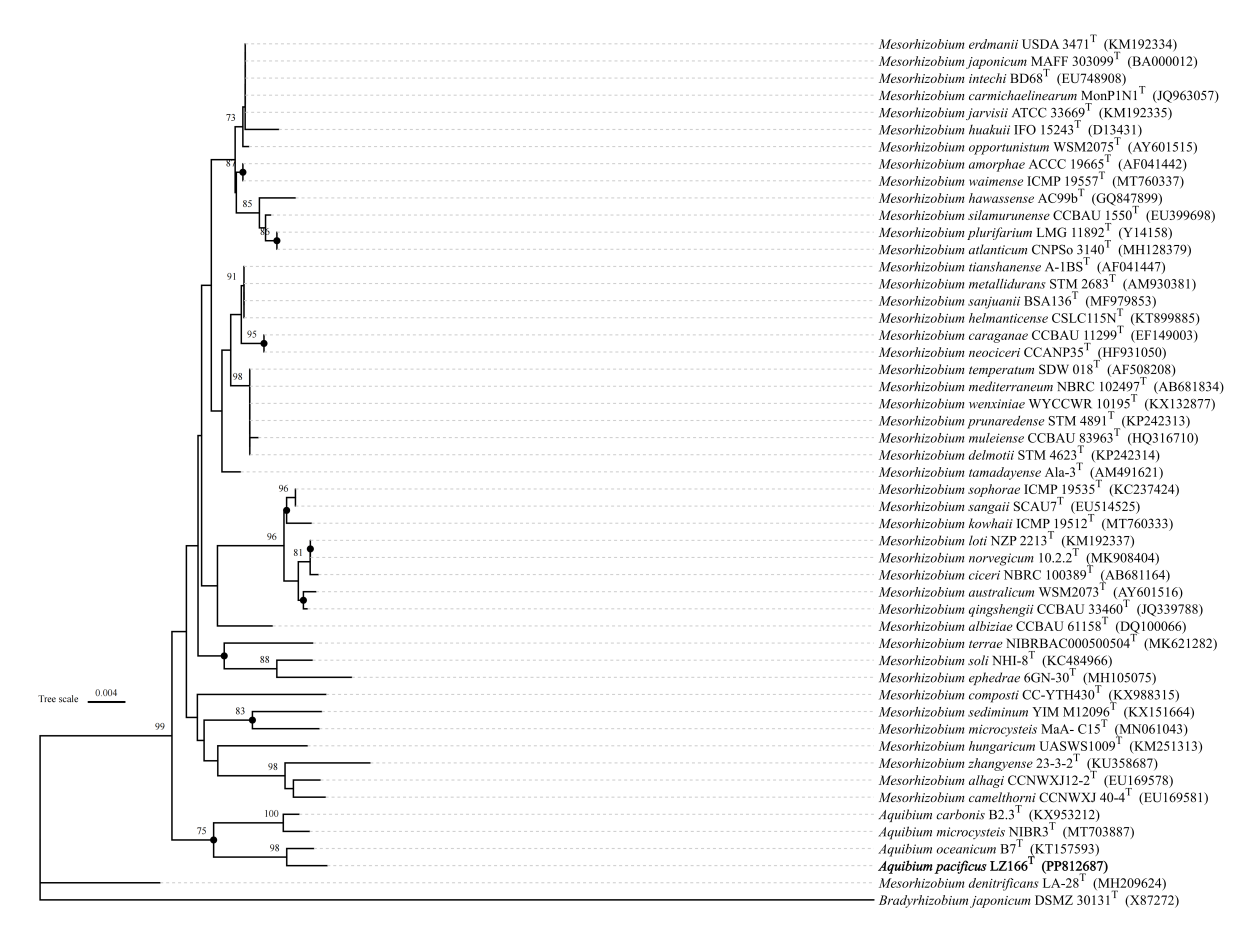 Mesorhizobium erdmanii USDA 3471T (KM192334)
Mesorhizobium japonicum MAFF 303099T (BA000012)
Mesorhizobium intechi BD68T (EU748908)
Mesorhizobium carmichaelinearum MonP1N1T (JQ963057)
73 Mesorhizobium jarvisii ATCC 33669T (KM192335)
Mesorhizobium huakuii IFO 15243T (D13431)
Mesorhizobium opportunistum WSM2075T (AY601515)
87 Mesorhizobium amorphae ACCC 19665T (AF041442)
Mesorhizobium waimense ICMP 19557T (MT760337)
85 Mesorhizobium hawassense AC99bT (GQ847899)
Mesorhizobium silamurunense CCBAU 1550T (EU399698)
86 Mesorhizobium plurifarium LMG 11892T (Y14158)
Mesorhizobium atlanticum CNPSo 3140T (MH128379)
91 Mesorhizobium tianshanense A-1BST (AF041447)
Mesorhizobium metallidurans STM 2683T (AM930381)
Mesorhizobium sanjuanii BSA136T (MF979853)
Mesorhizobium helmanticense CSLC115NT (KT899885)
95 Mesorhizobium caraganae CCBAU 11299T (EF149003)
Mesorhizobium neociceri CCANP35T (HF931050)
98 Mesorhizobium temperatum SDW 018T (AF508208)
Mesorhizobium mediterraneum NBRC 102497T (AB681834)
Mesorhizobium wenxiniae WYCCWR 10195T (KX132877)
Mesorhizobium prunaredense STM 4891T (KP242313)
Mesorhizobium muleiense CCBAU 83963T (HQ316710)
Mesorhizobium delmotii STM 4623T (KP242314)
Mesorhizobium tamadayense Ala-3T (AM491621)
96 Mesorhizobium sophorae ICMP 19535T (KC237424)
Mesorhizobium sangaii SCAU7T (EU514525)
Mesorhizobium kowhaii ICMP 19512T (MT760333)
96 Mesorhizobium loti NZP 2213T (KM192337)
81 Mesorhizobium norvegicum 10.2.2T (MK908404)
Mesorhizobium ciceri NBRC 100389T (AB681164)
Mesorhizobium australicum WSM2073T (AY601516)
Mesorhizobium qingshengii CCBAU 33460T (JQ339788)
Mesorhizobium albiziae CCBAU 61158T (DQ100066)
Mesorhizobium terrae NIBRBAC000500504T (MK621282)
88 Mesorhizobium soli NHI-8T (KC484966)
Mesorhizobium ephedrae 6GN-30T (MH105075)
Tree scale 0.004 Mesorhizobium composti CC-YTH430T (KX988315)
83 Mesorhizobium sediminum YIM M12096T (KX151664)
99 Mesorhizobium microcysteis MaA- C15T (MN061043)
Mesorhizobium hungaricum UASWS1009T (KM251313)
98 Mesorhizobium zhangyense 23-3-2T (KU358687)
Mesorhizobium alhagi CCNWXJ12-2T (EU169578)
Mesorhizobium camelthorni CCNWXJ 40-4T (EU169581)
100 Aquibium carbonis B2.3T (KX953212)
75 Aquibium microcysteis NIBR3T (MT703887)
98 Aquibium oceanicum B7T (KT157593)
Aquibium pacificus LZ166T (PP812687)
Mesorhizobium denitrificans LA-28T (MH209624)
Bradyrhizobium japonicum DSMZ 30131T (X87272)